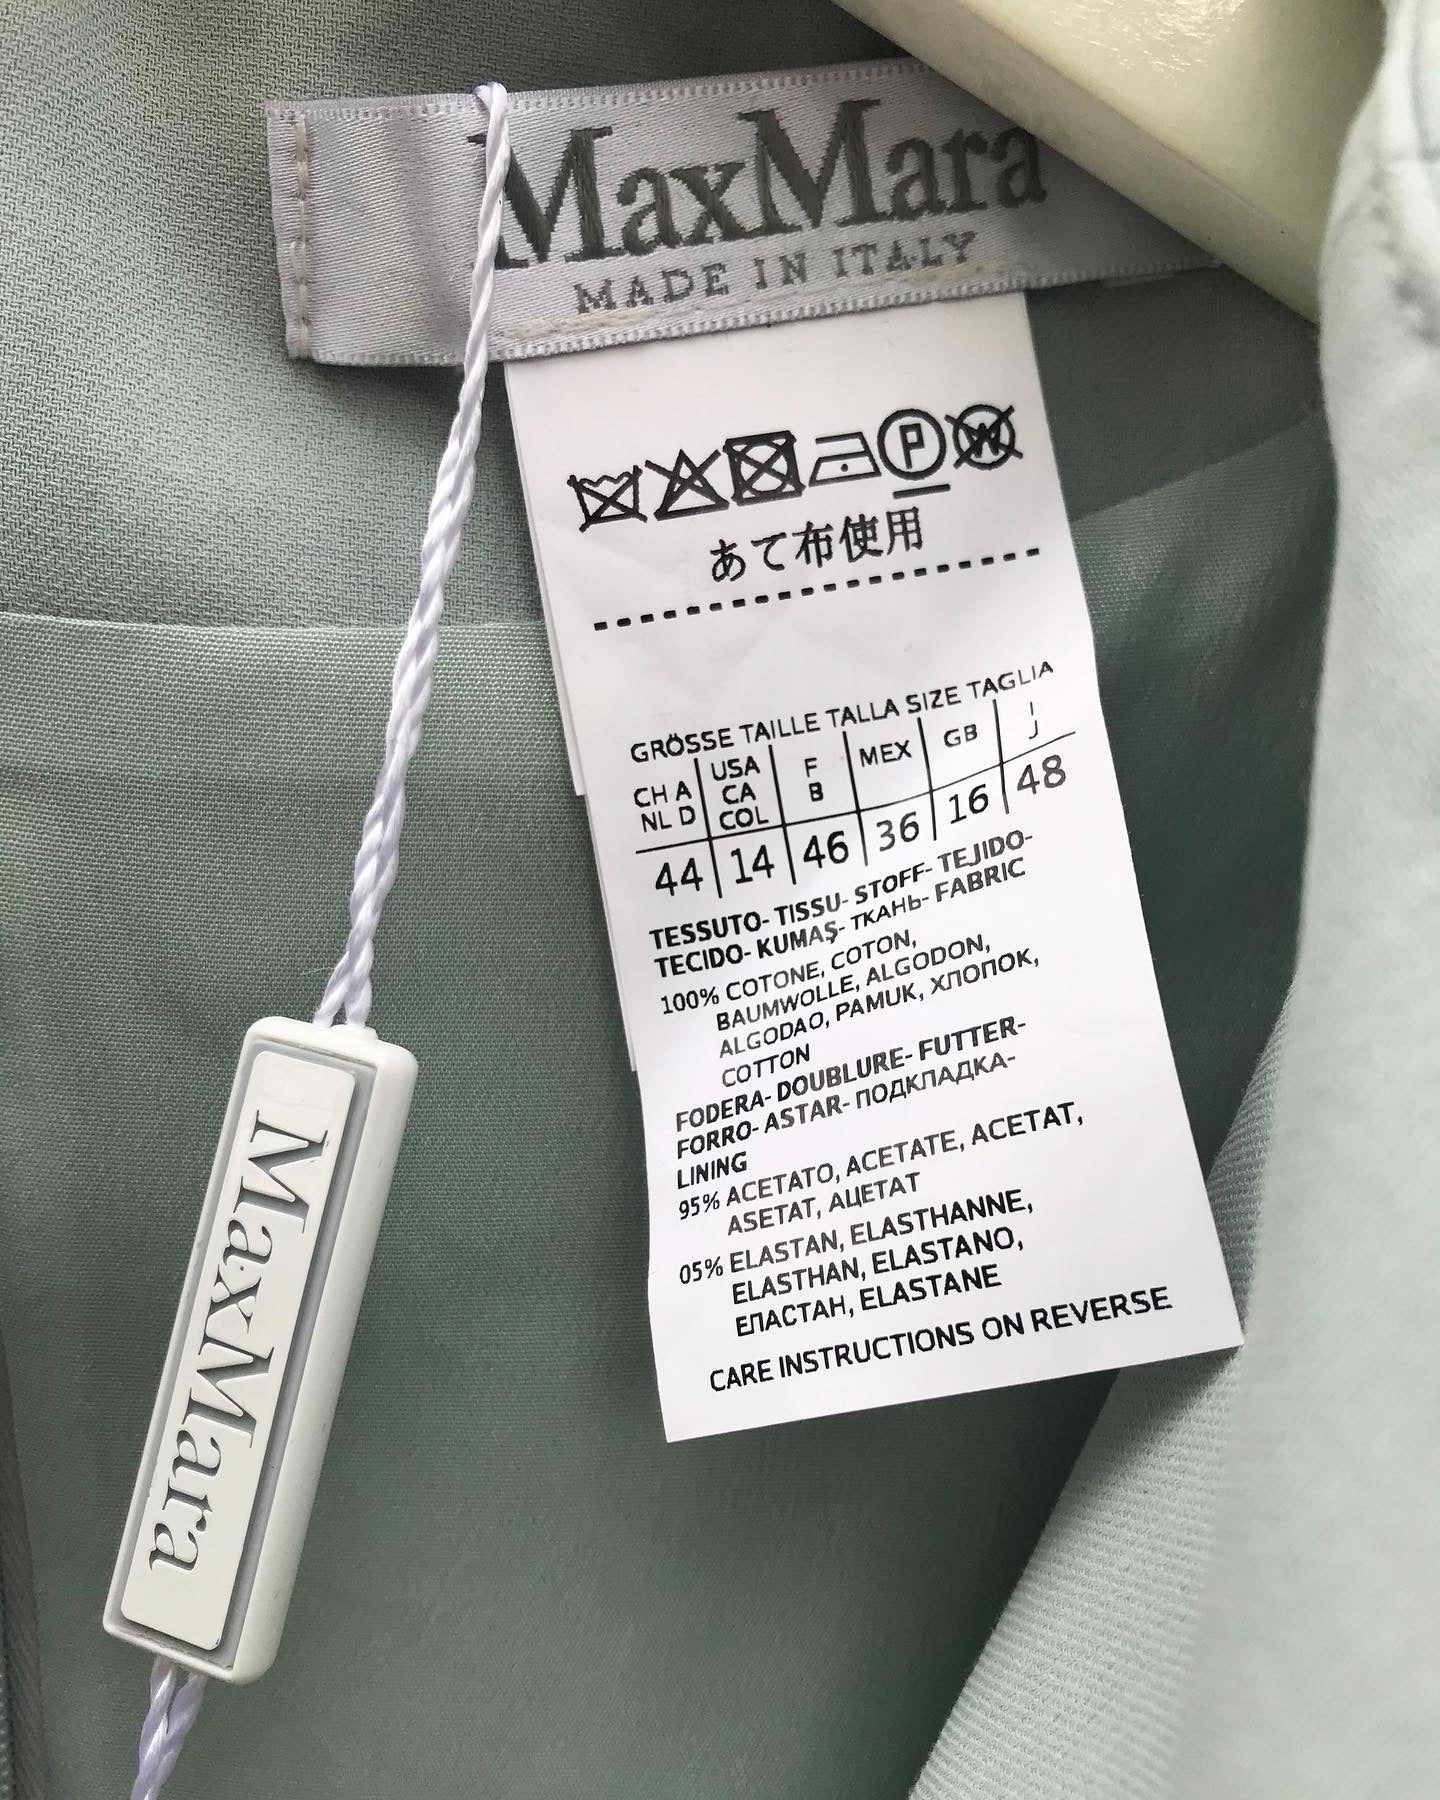 MaxMara
MADE IN ITALY
P W
あて布使用
GRÖSSE TAILLE TALLA SIZE TAGLIA
CH A NL D USA CA COL F B MEX GB I J
44 14 46 36 16 48
TESSUTO- TISSU- STOFF- TEJIDO-
TECIDO- KUMAŞ- ТКАНЬ- FABRIC
100% COTONE, COTON,
BAUMWOLLE, ALGODON,
ALGODAO, PAMUK, ХЛОПОК,
COTTON
FODERA- DOUBLURE- FUTTER-
FORRO- ASTAR- ПОДКЛАДКА-
LINING
95% ACETATO, ACETATE, ACETAT,
ASETAT, АЦЕТАТ
05% ELASTAN, ELASTHANNE,
ELASTHAN, ELASTANO,
ЕЛАСТАН, ELASTANE
CARE INSTRUCTIONS ON REVERSE
MaxMara